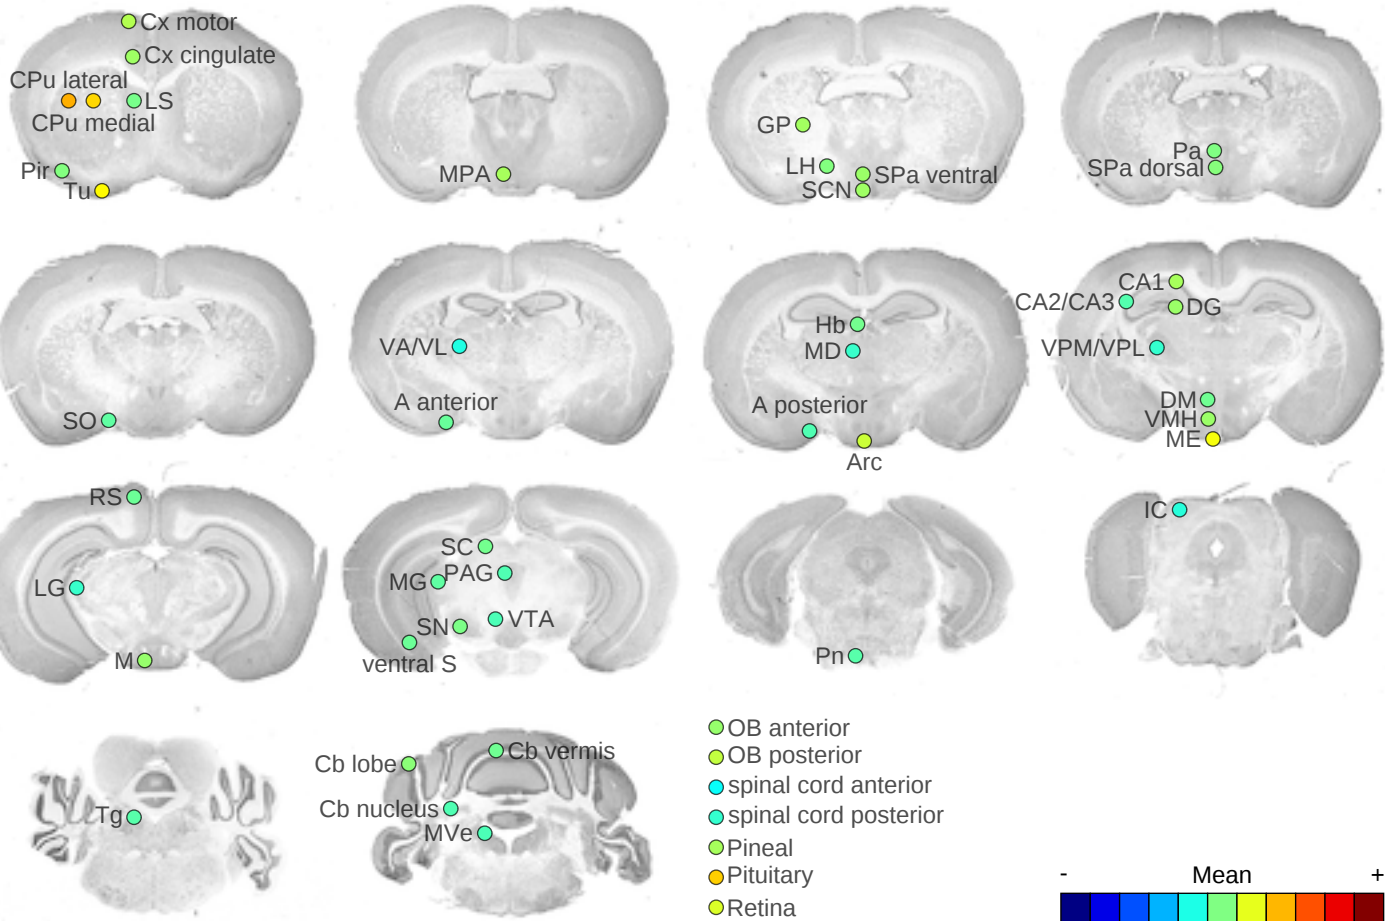 Cx motor
Cx cingulate
CPu lateral
LS
CPu medial
Pir
Tu
MPA
GP
LH
SPa ventral
SCN
Pa
SPa dorsal
SO
VA/VL
A anterior
Hb
MD
A posterior
Arc
CA1
CA2/CA3
DG
VPM/VPL
DM
VMH
ME
RS
LG
M
SC
MG
PAG
SN
VTA
ventral S
Pn
IC
Tg
Cb lobe
Cb vermis
Cb nucleus
MVe
OB anterior
OB posterior
spinal cord anterior
spinal cord posterior
Pineal
Pituitary
Retina
- Mean +